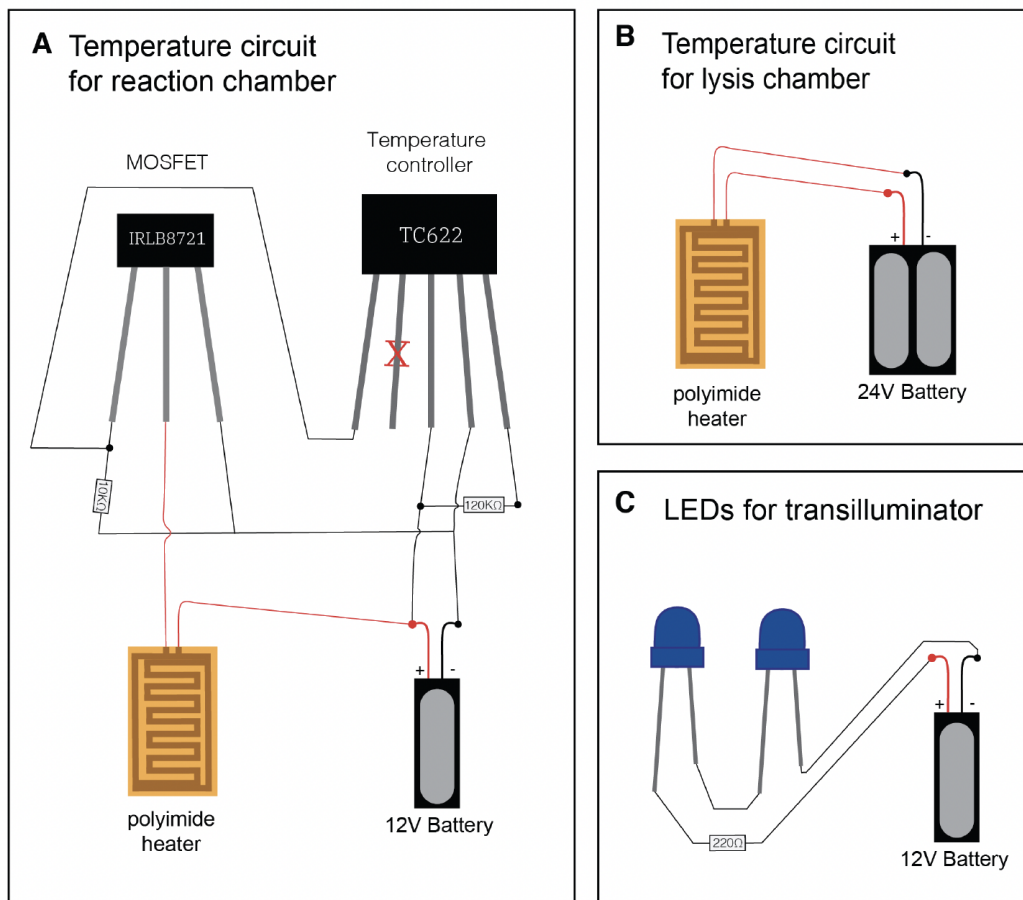 A Temperature circuit
for reaction chamber
MOSFET
Temperature
controller
IRLB8721
TC622
X
10KΩ
120KΩ
+ -
polyimide
heater
12V Battery
B Temperature circuit
for lysis chamber
+ -
polyimide
heater
24V Battery
C LEDs for transilluminator
+ -
220Ω
12V Battery